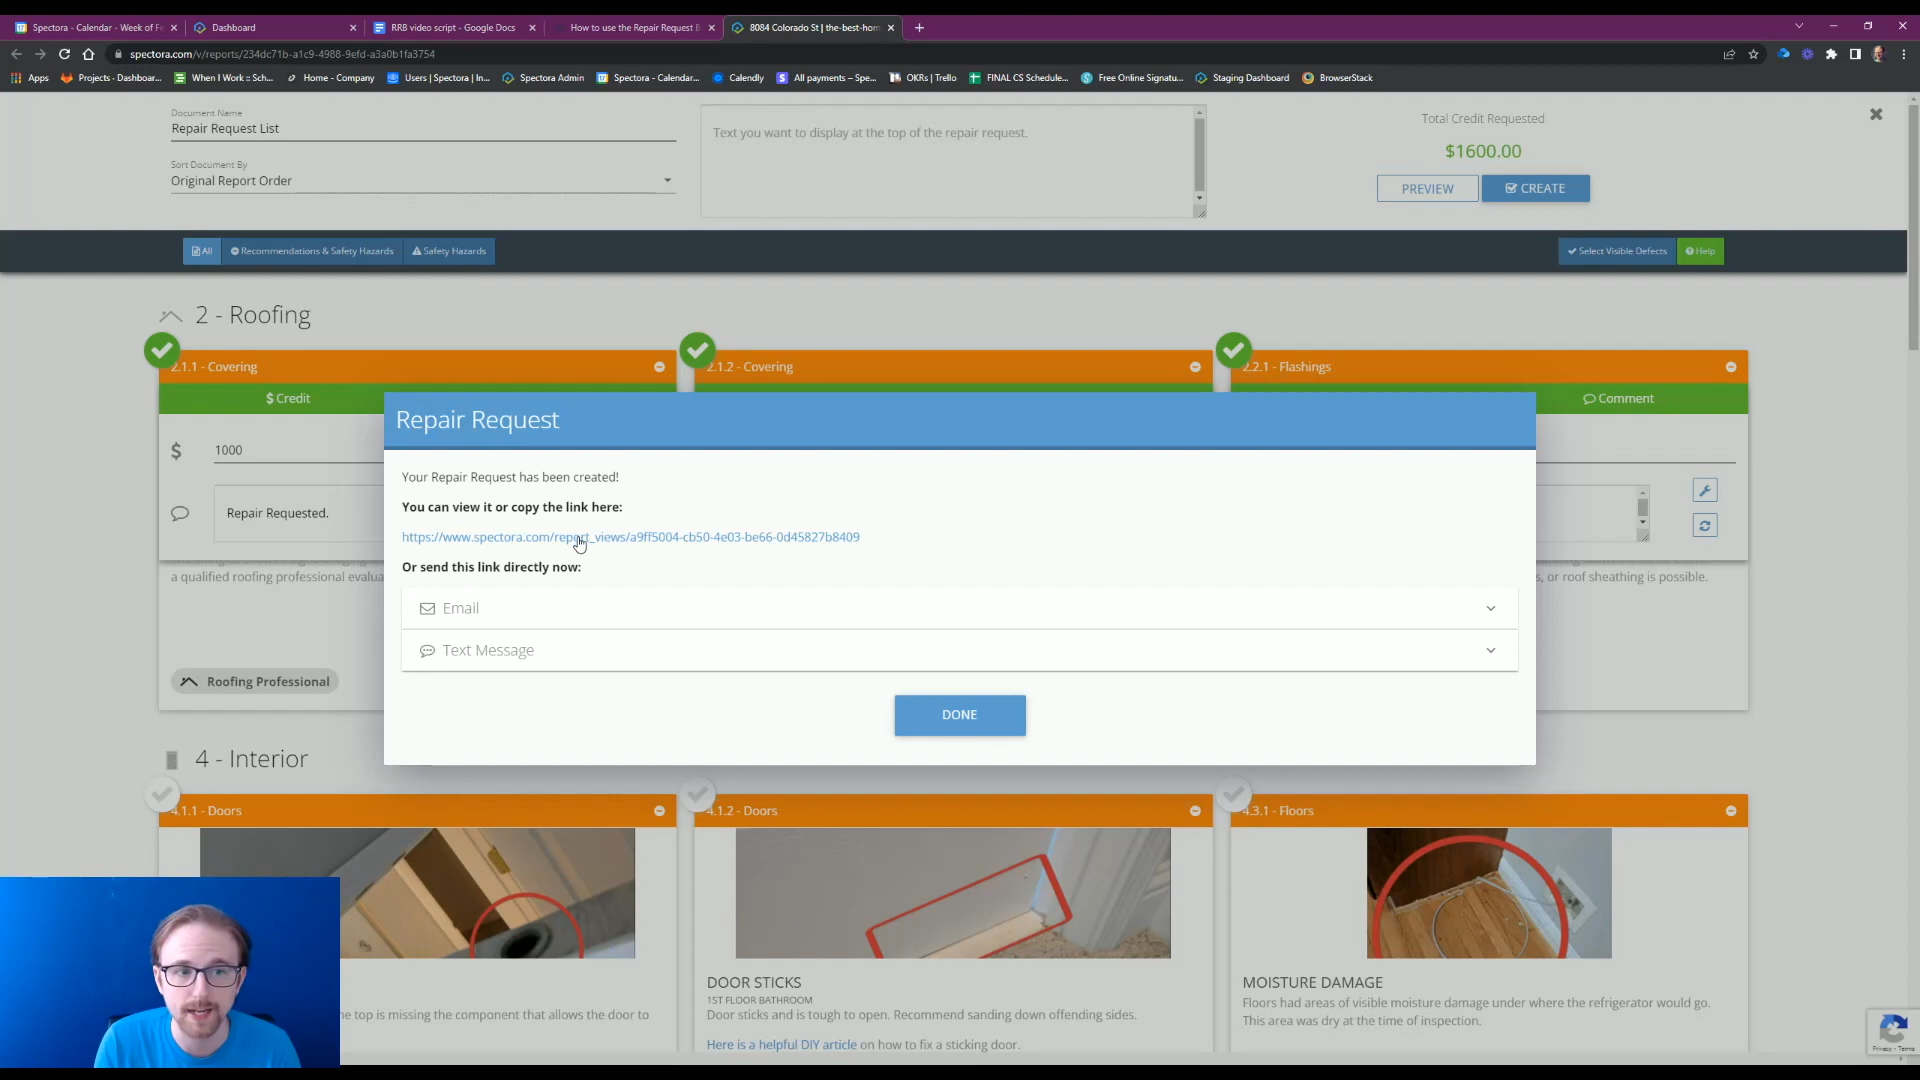 Spectora - Calendar - Week of Fe
Dashboard
RRB video script - Google Docs
How to use the Repair Request B
8084 Colorado St | the-best-hom
spectora.com/v/reports/234dc71b-a1c9-4988-9efd-a3a0b1fa3754
Apps
Projects · Dashboar...
When I Work :: Sch...
Home - Company
Users | Spectora | In...
Spectora Admin
Spectora - Calendar...
Calendly
All payments – Spe...
OKRs | Trello
FINAL CS Schedule...
Free Online Signatu...
Staging Dashboard
BrowserStack
Document Name
Repair Request List
Sort Document By
Original Report Order
Text you want to display at the top of the repair request.
Total Credit Requested
$1600.00
PREVIEW
CREATE
All
Recommendations & Safety Hazards
Safety Hazards
Select Visible Defects
Help
2 - Roofing
2.1.1 - Covering
2.1.2 - Covering
2.2.1 - Flashings
$ Credit
Comment
$
1000
Repair Requested.
a qualified roofing professional evalua
s, or roof sheathing is possible.
Roofing Professional
Repair Request
Your Repair Request has been created!
You can view it or copy the link here:
https://www.spectora.com/report_views/a9ff5004-cb50-4e03-be66-0d45827b8409
Or send this link directly now:
Email
Text Message
DONE
4 - Interior
4.1.1 - Doors
4.1.2 - Doors
4.3.1 - Floors
he top is missing the component that allows the door to
DOOR STICKS
1ST FLOOR BATHROOM
Door sticks and is tough to open. Recommend sanding down offending sides.
Here is a helpful DIY article on how to fix a sticking door.
MOISTURE DAMAGE
Floors had areas of visible moisture damage under where the refrigerator would go.
This area was dry at the time of inspection.
Privacy - Terms